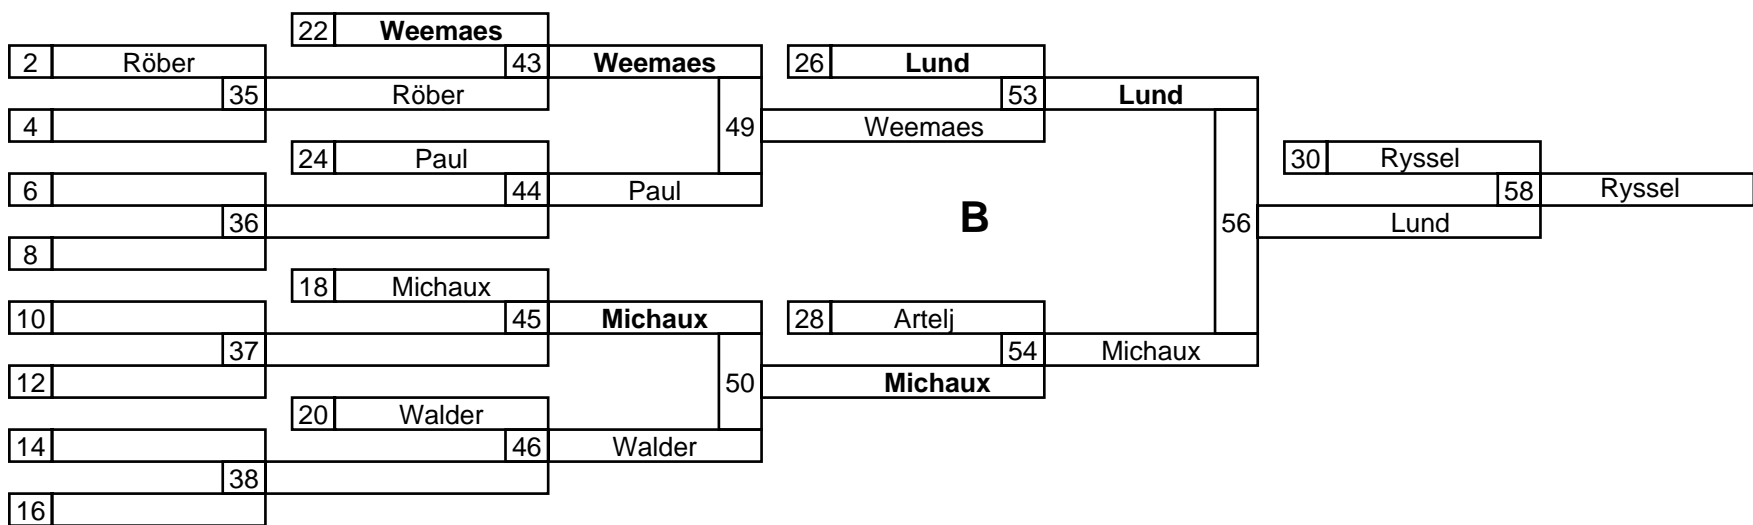 22 Weemaes
2 Röber 43 Weemaes 26 Lund
35 Röber 53 Lund
4 49 Weemaes
24 Paul 30 Ryssel
6 44 Paul 58 Ryssel
36 B 56 Lund
8
18 Michaux
10 45 Michaux 28 Artelj
37 54 Michaux
12 50 Michaux
20 Walder
14 46 Walder
38
16